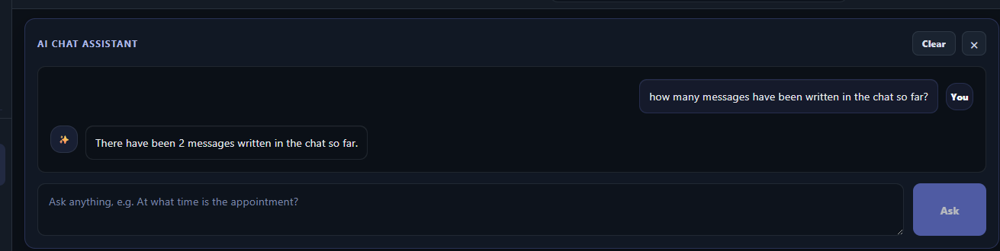 AI CHAT ASSISTANT
Clear
×
how many messages have been written in the chat so far?
You
There have been 2 messages written in the chat so far.
Ask anything, e.g. At what time is the appointment?
Ask